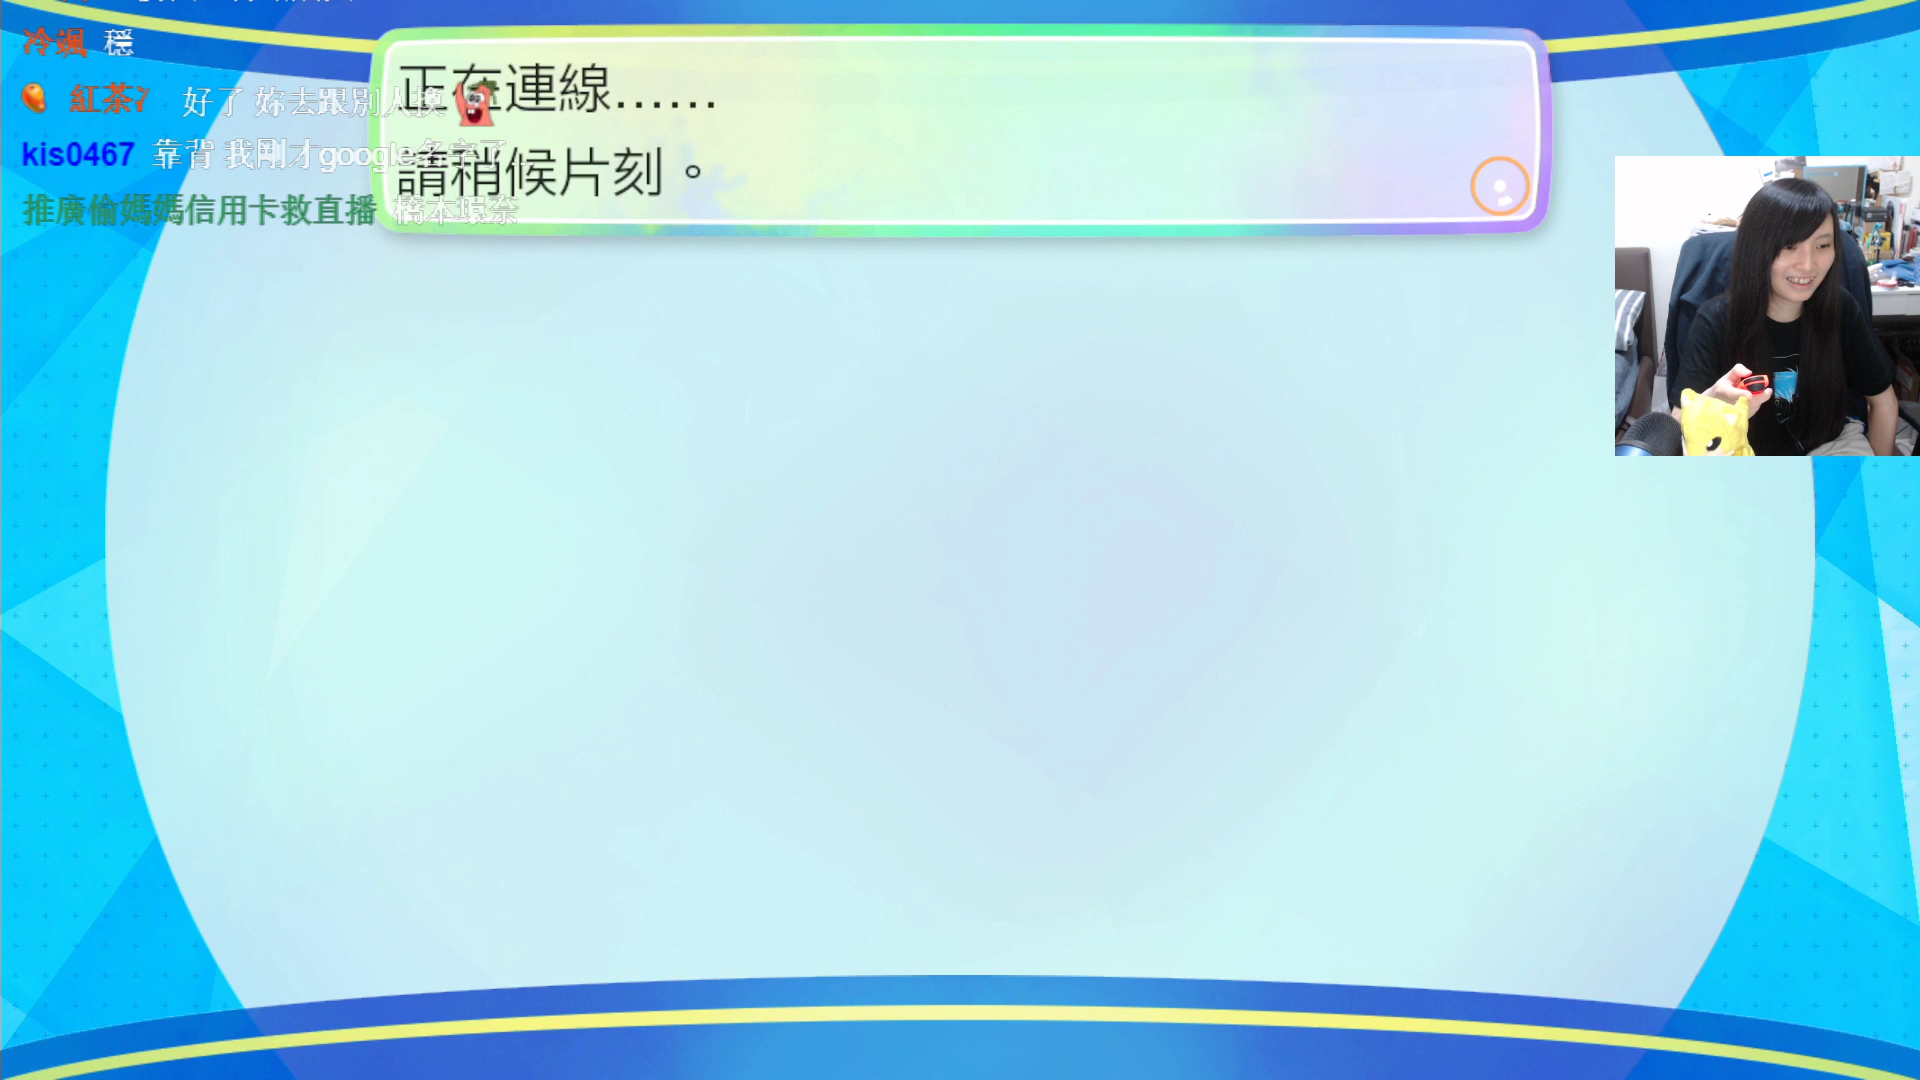 冷颯 穩
正在連線……
紅茶 好了 妳去跟別人換
kis0467 靠背 我剛才google名字了...
請稍候片刻。
推廣偷媽媽信用卡救直播 橋本環奈